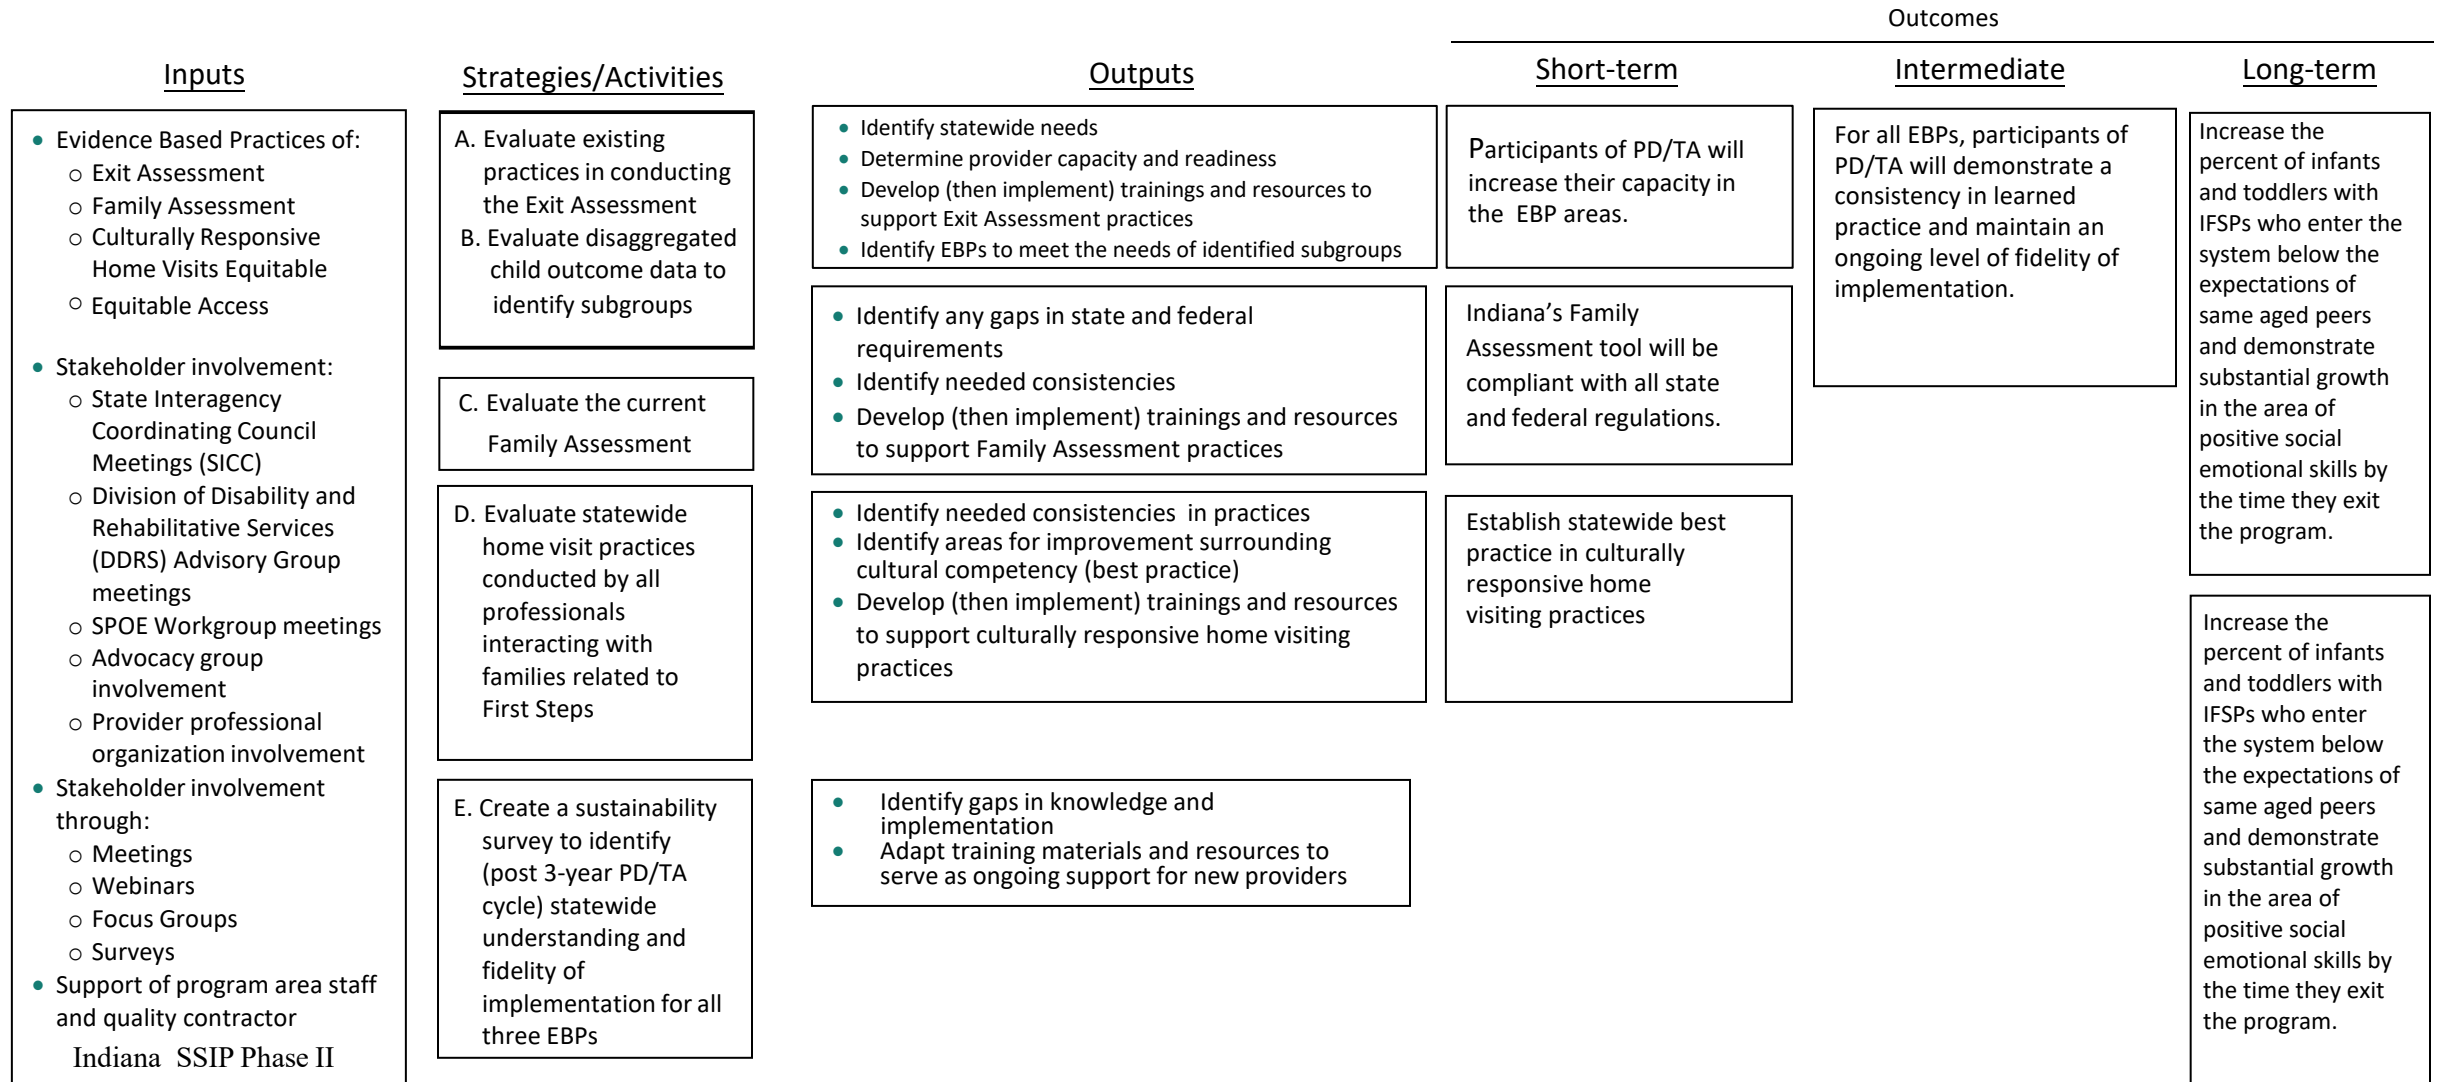 Outcomes
Inputs
Strategies/Activities
Outputs
Short-term
Intermediate
Long-term
• Evidence Based Practices of:
o Exit Assessment
o Family Assessment
o Culturally Responsive
Home Visits Equitable
o Equitable Access
• Stakeholder involvement:
o State Interagency
Coordinating Council
Meetings (SICC)
o Division of Disability and
Rehabilitative Services
(DDRS) Advisory Group
meetings
o SPOE Workgroup meetings
o Advocacy group
involvement
o Provider professional
organization involvement
• Stakeholder involvement
through:
o Meetings
o Webinars
o Focus Groups
o Surveys
• Support of program area staff
and quality contractor
Indiana SSIP Phase II
A. Evaluate existing
practices in conducting
the Exit Assessment
B. Evaluate disaggregated
child outcome data to
identify subgroups
C. Evaluate the current
Family Assessment
D. Evaluate statewide
home visit practices
conducted by all
professionals
interacting with
families related to
First Steps
E. Create a sustainability
survey to identify
(post 3-year PD/TA
cycle) statewide
understanding and
fidelity of
implementation for all
three EBPs
• Identify statewide needs
• Determine provider capacity and readiness
• Develop (then implement) trainings and resources to
support Exit Assessment practices
• Identify EBPs to meet the needs of identified subgroups
• Identify any gaps in state and federal
requirements
• Identify needed consistencies
• Develop (then implement) trainings and resources
to support Family Assessment practices
• Identify needed consistencies in practices
• Identify areas for improvement surrounding
cultural competency (best practice)
• Develop (then implement) trainings and resources
to support culturally responsive home visiting
practices
• Identify gaps in knowledge and
implementation
• Adapt training materials and resources to
serve as ongoing support for new providers
Participants of PD/TA will
increase their capacity in
the EBP areas.
Indiana’s Family
Assessment tool will be
compliant with all state
and federal regulations.
Establish statewide best
practice in culturally
responsive home
visiting practices
For all EBPs, participants of
PD/TA will demonstrate a
consistency in learned
practice and maintain an
ongoing level of fidelity of
implementation.
Increase the
percent of infants
and toddlers with
IFSPs who enter the
system below the
expectations of
same aged peers
and demonstrate
substantial growth
in the area of
positive social
emotional skills by
the time they exit
the program.
Increase the
percent of infants
and toddlers with
IFSPs who enter
the system below
the expectations of
same aged peers
and demonstrate
substantial growth
in the area of
positive social
emotional skills by
the time they exit
the program.